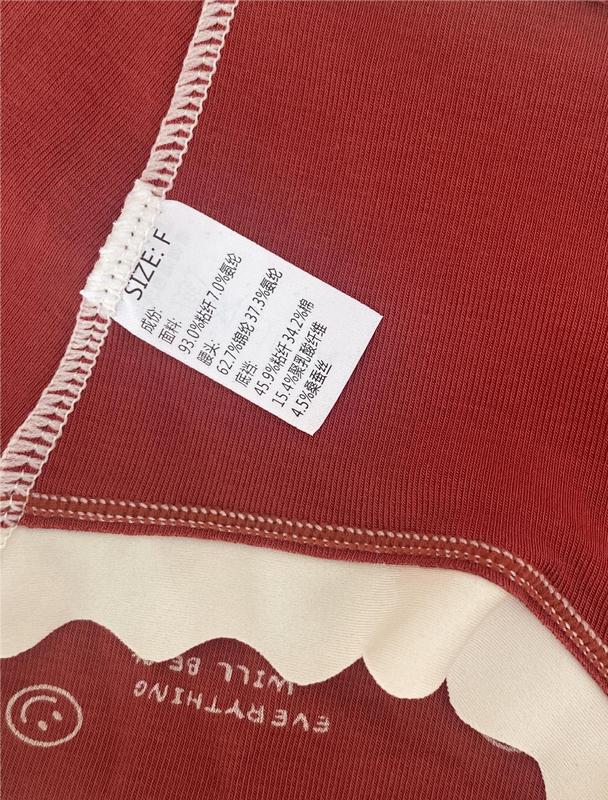 SIZE: F
成份:
面料:
93.0%粘纤 7.0%氨纶
腰头:
62.7%锦纶 37.3%氨纶
底裆:
45.9%粘纤 34.2%棉
15.4%聚乳酸纤维
4.5%桑蚕丝
EVERYTHING
WILL BE